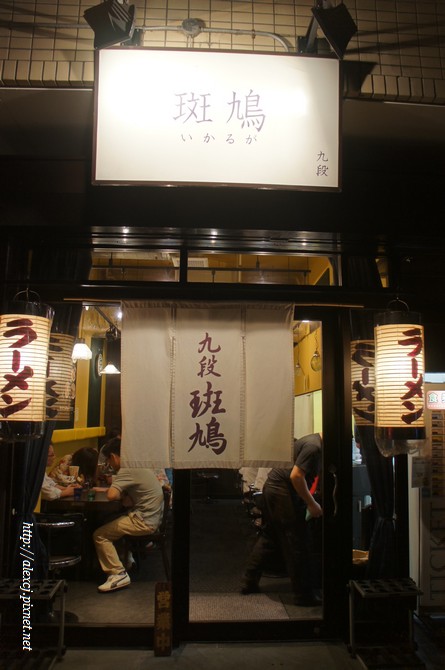 斑鳩
いかるが
九段
九段
斑鳩
ラーメン
ラーメン
http://alexcj.pixnet.net